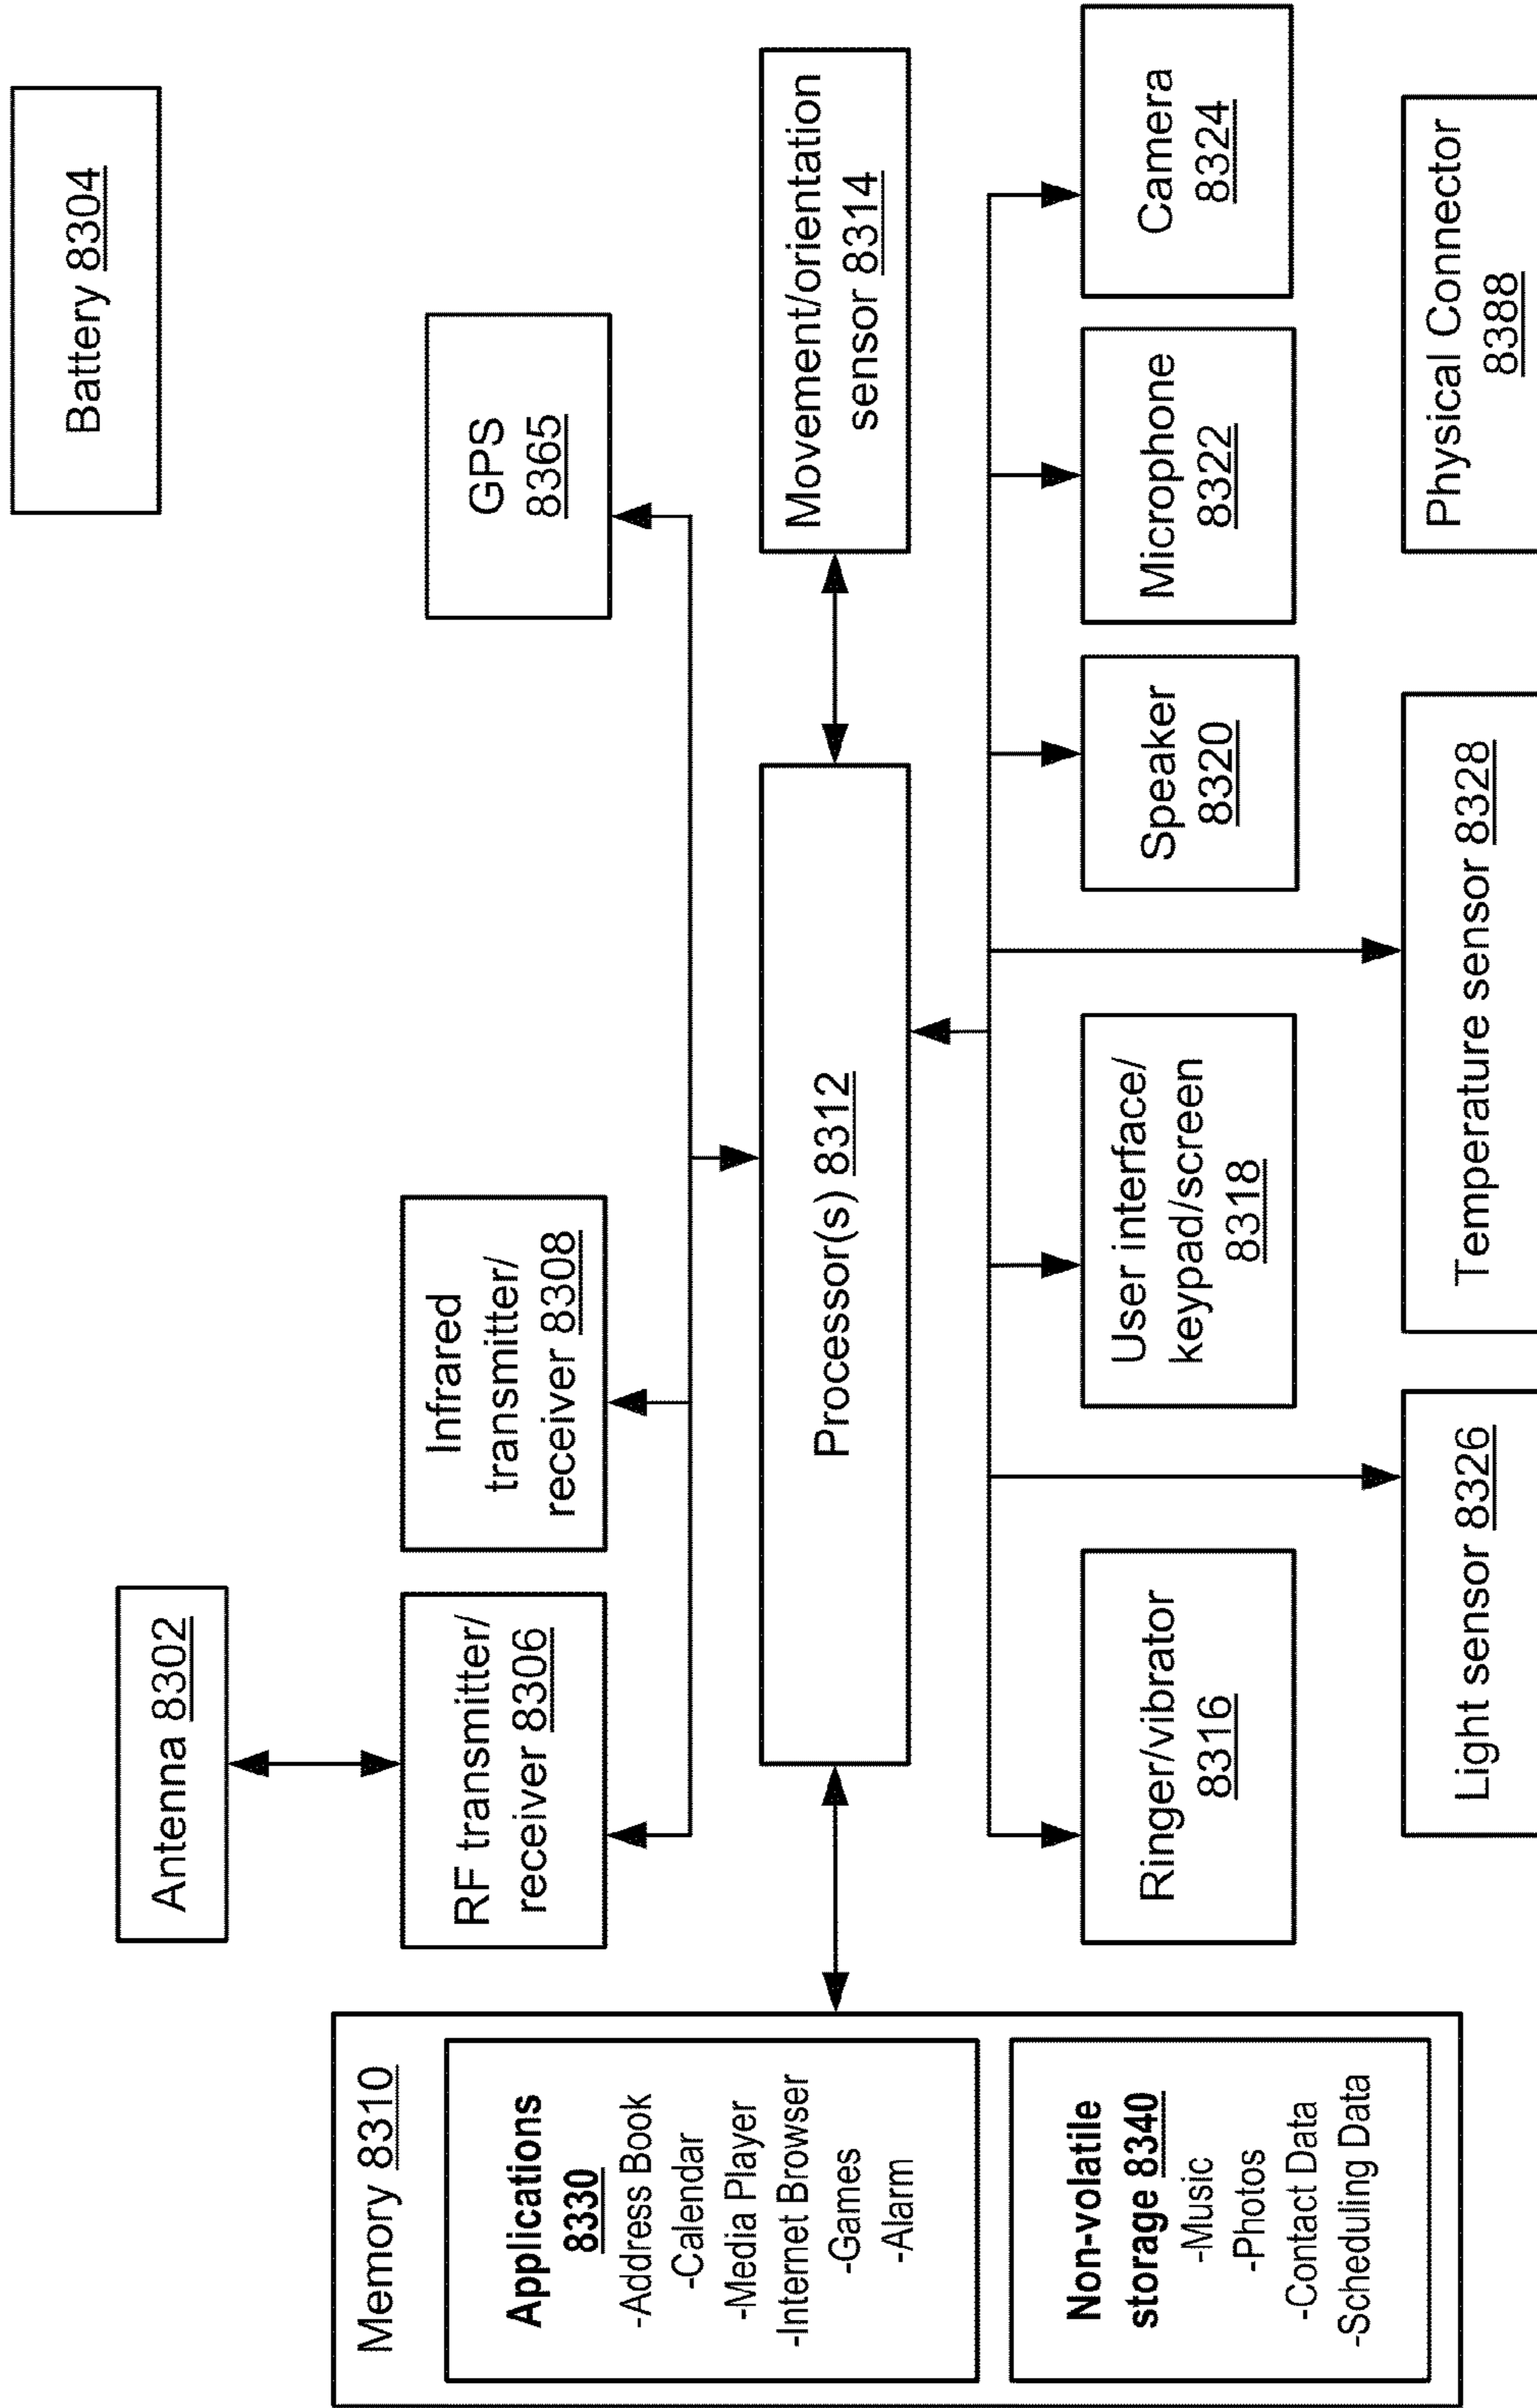 Battery 8304
Antenna 8302
RF transmitter/
receiver 8306
Infrared
transmitter/
receiver 8308
GPS
8365
Memory 8310
Applications
8330
-Address Book
-Calendar
-Media Player
-Internet Browser
-Games
-Alarm
Non-volatile
storage 8340
-Music
-Photos
-Contact Data
-Scheduling Data
Processor(s) 8312
Movement/orientation
sensor 8314
Ringer/vibrator
8316
User interface/
keypad/screen
8318
Speaker
8320
Microphone
8322
Camera
8324
Light sensor 8326
Temperature sensor 8328
Physical Connector
8388